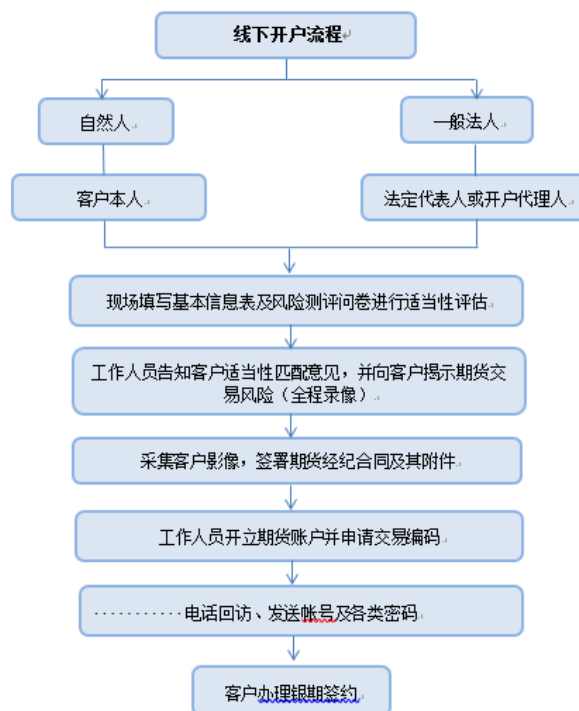 线下开户流程
自然人
一般法人
客户本人
法定代表人或开户代理人
现场填写基本信息表及风险测评问卷进行适当性评估
工作人员告知客户适当性匹配意见，并向客户揭示期货交
易风险（全程录像）
采集客户影像，签署期货经纪合同及其附件
工作人员开立期货账户并申请交易编码
···········电话回访、发送帐号及各类密码
客户办理银期签约